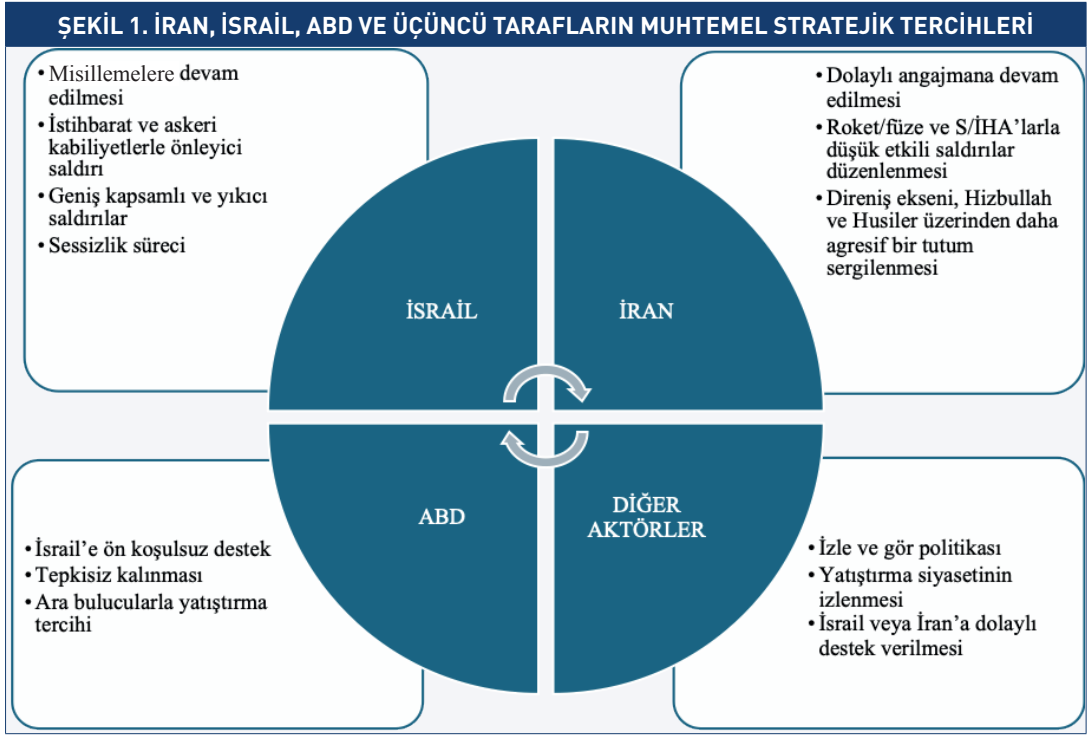 ŞEKİL 1. İRAN, İSRAİL, ABD VE ÜÇÜNCÜ TARAFLARIN MUHTEMEL STRATEJİK TERCİHLERİ
• Misillemelere devam
edilmesi
• İstihbarat ve askeri
kabiliyetlerle önleyici
saldırı
• Geniş kapsamlı ve yıkıcı
saldırılar
• Sessizlik süreci
• Dolaylı angajmana devam
edilmesi
• Roket/füze ve S/İHA’larla
düşük etkili saldırılar
düzenlenmesi
• Direniş ekseni, Hizbullah
ve Husiler üzerinden daha
agresif bir tutum
sergilenmesi
İSRAİL
İRAN
ABD
DİĞER
AKTÖRLER
• İsrail’e ön koşulsuz destek
• Tepkisiz kalınması
• Ara bulucularla yatıştırma
tercihi
• İzle ve gör politikası
• Yatıştırma siyasetinin
izlenmesi
• İsrail veya İran’a dolaylı
destek verilmesi